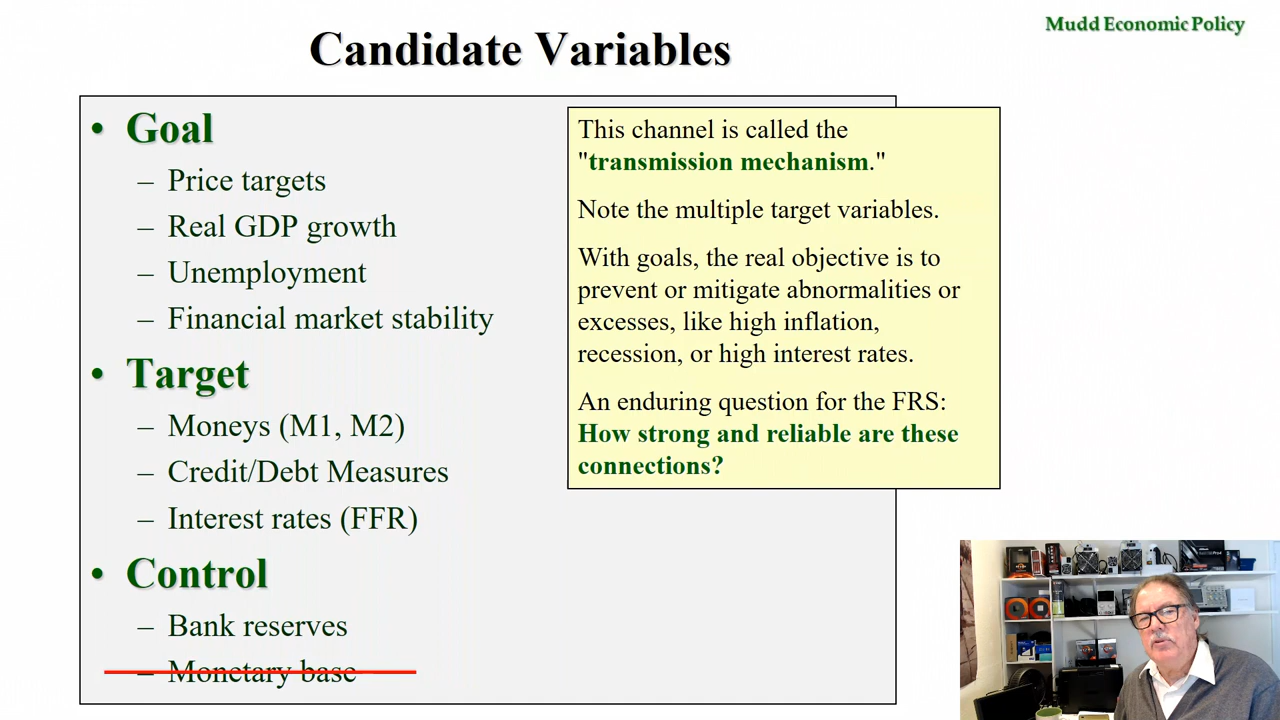 Mudd Economic Policy
Candidate Variables
• Goal
– Price targets
– Real GDP growth
– Unemployment
– Financial market stability
• Target
– Moneys (M1, M2)
– Credit/Debt Measures
– Interest rates (FFR)
• Control
– Bank reserves
– Monetary base
This channel is called the
"transmission mechanism."
Note the multiple target variables.
With goals, the real objective is to
prevent or mitigate abnormalities or
excesses, like high inflation,
recession, or high interest rates.
An enduring question for the FRS:
How strong and reliable are these
connections?